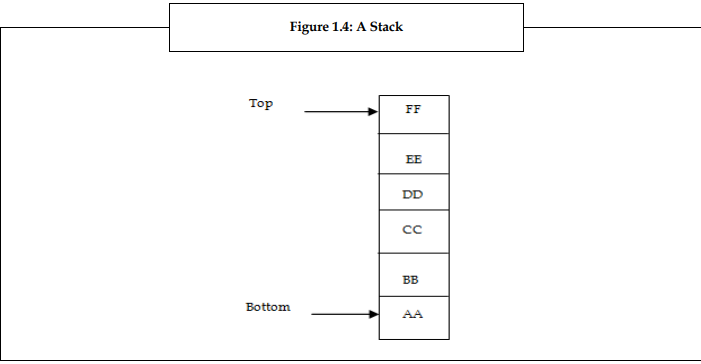 Figure 1.4: A Stack
Top
FF
EE
DD
CC
BB
Bottom
AA